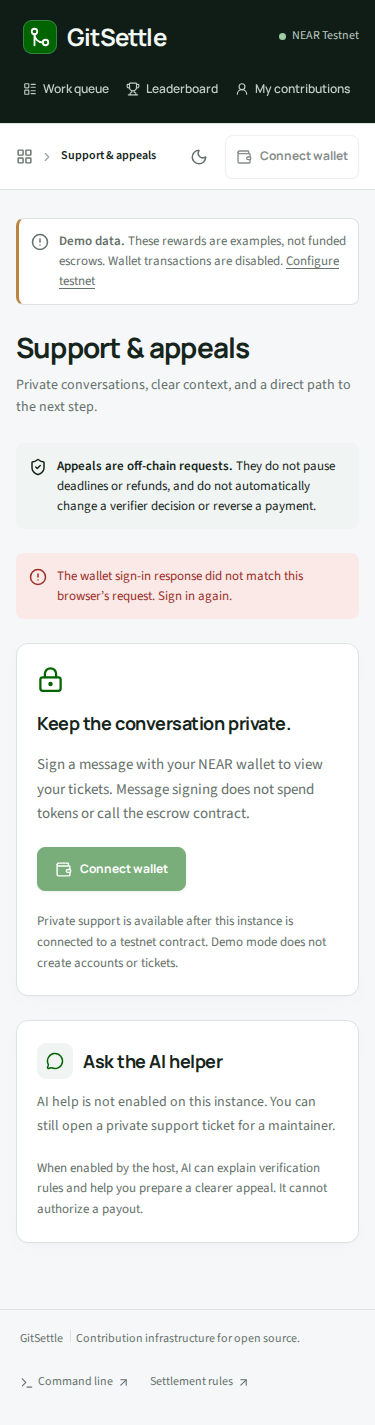 GitSettle
NEAR Testnet
Work queue
Leaderboard
My contributions
Support & appeals
Connect wallet
Demo data. These rewards are examples, not funded
escrows. Wallet transactions are disabled. Configure
testnet
Support & appeals
Private conversations, clear context, and a direct path to
the next step.
Appeals are off-chain requests. They do not pause
deadlines or refunds, and do not automatically
change a verifier decision or reverse a payment.
The wallet sign-in response did not match this
browser’s request. Sign in again.
Keep the conversation private.
Sign a message with your NEAR wallet to view
your tickets. Message signing does not spend
tokens or call the escrow contract.
Connect wallet
Private support is available after this instance is
connected to a testnet contract. Demo mode does not
create accounts or tickets.
Ask the AI helper
AI help is not enabled on this instance. You can
still open a private support ticket for a maintainer.
When enabled by the host, AI can explain verification
rules and help you prepare a clearer appeal. It cannot
authorize a payout.
GitSettle
Contribution infrastructure for open source.
Command line
Settlement rules